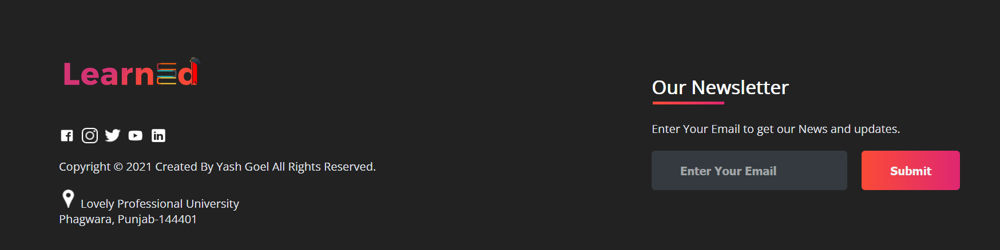 LearnEd
Copyright © 2021 Created By Yash Goel All Rights Reserved.
Lovely Professional University
Phagwara, Punjab-144401
Our Newsletter
Enter Your Email to get our News and updates.
Enter Your Email
Submit